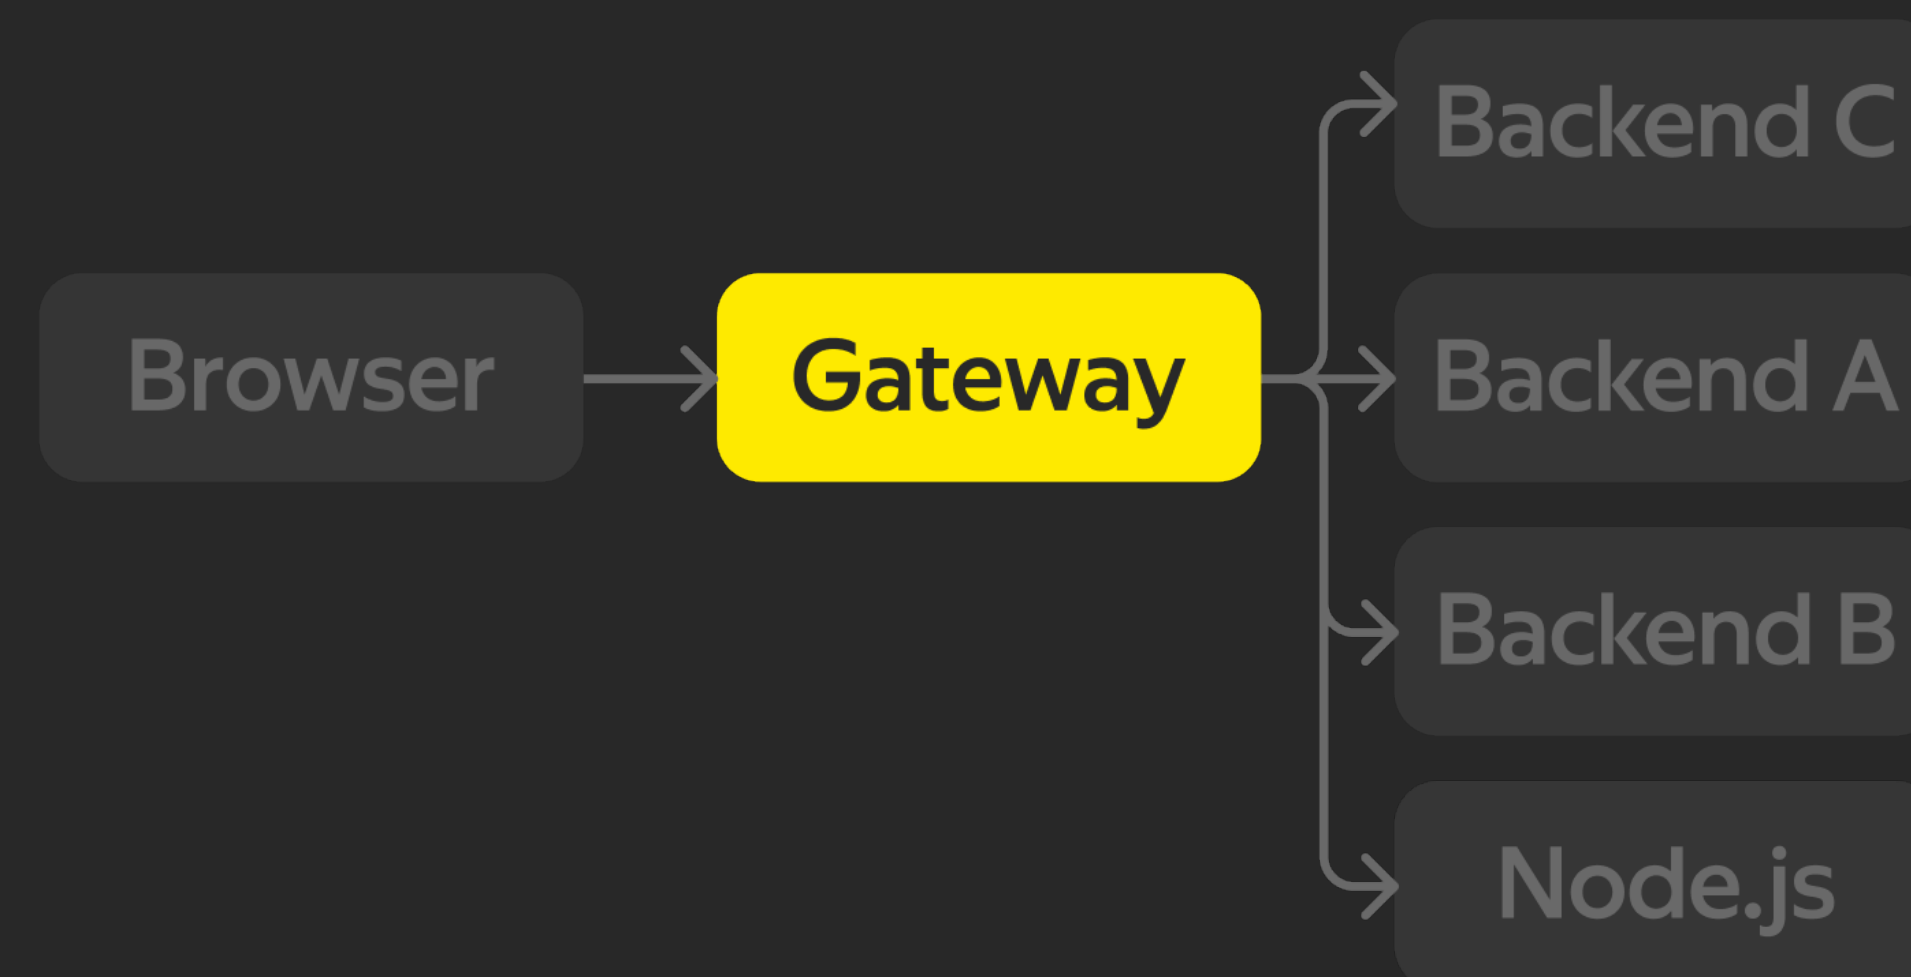 Browser
Gateway
Backend C
Backend A
Backend B
Node.js